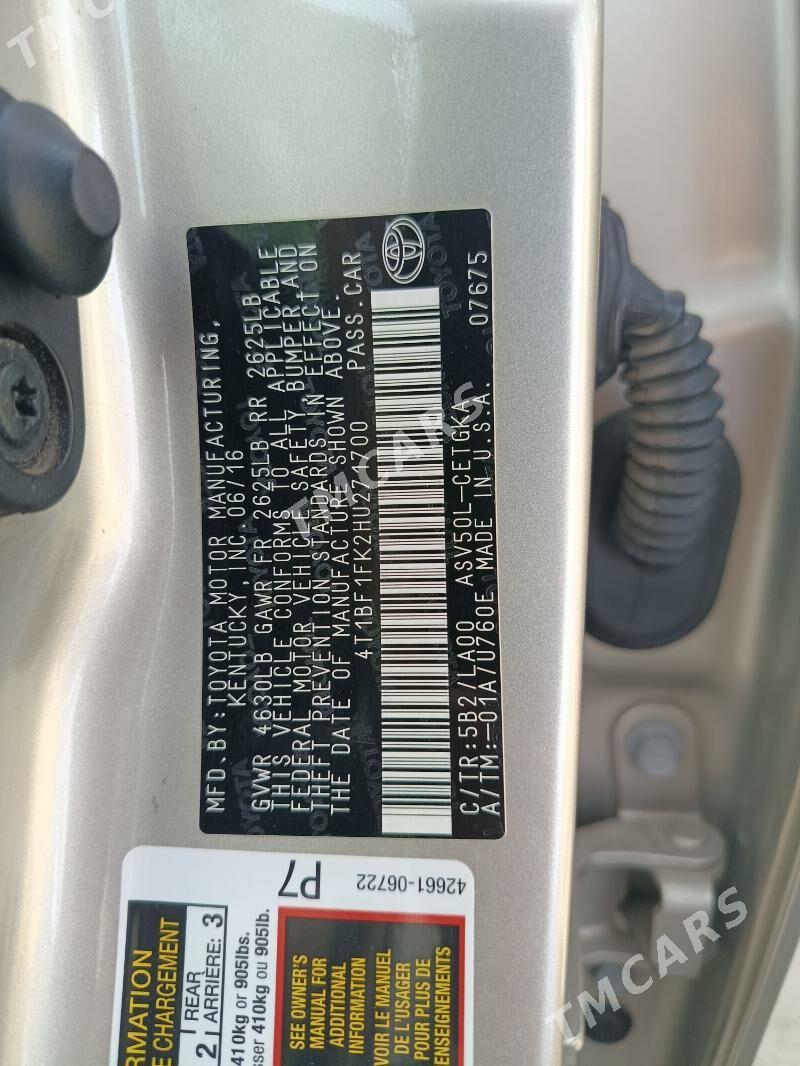 MFD.BY:TOYOTA MOTOR MANUFACTURING,
KENTUCKY, INC. 06/16
GVWR 4630LB GAWR FR 2625LB RR 2625LB
THIS VEHICLE CONFORMS TO ALL APPLICABLE
FEDERAL MOTOR VEHICLE SAFETY, BUMPER, AND
THEFT PREVENTION STANDARDS IN EFFECT ON
THE DATE OF MANUFACTURE SHOWN ABOVE.
PASS.CAR
C/TR:5B2/LA00 ASV50L-CETGKA
A/TM:-01A/U760E MADE IN U.S.A. 07675
TOYOTA
P7
42661-06722
E CHARGEMENT
2 REAR
ARRIÈRE: 3
410kg or 905lbs.
410kg ou 905lb.
SEE OWNER'S
MANUAL FOR
ADDITIONAL
INFORMATION
VOIR LE MANUEL
DE L'USAGER
POUR PLUS DE
RENSEIGNEMENTS
TMCARS
TMCARS
TMCARS